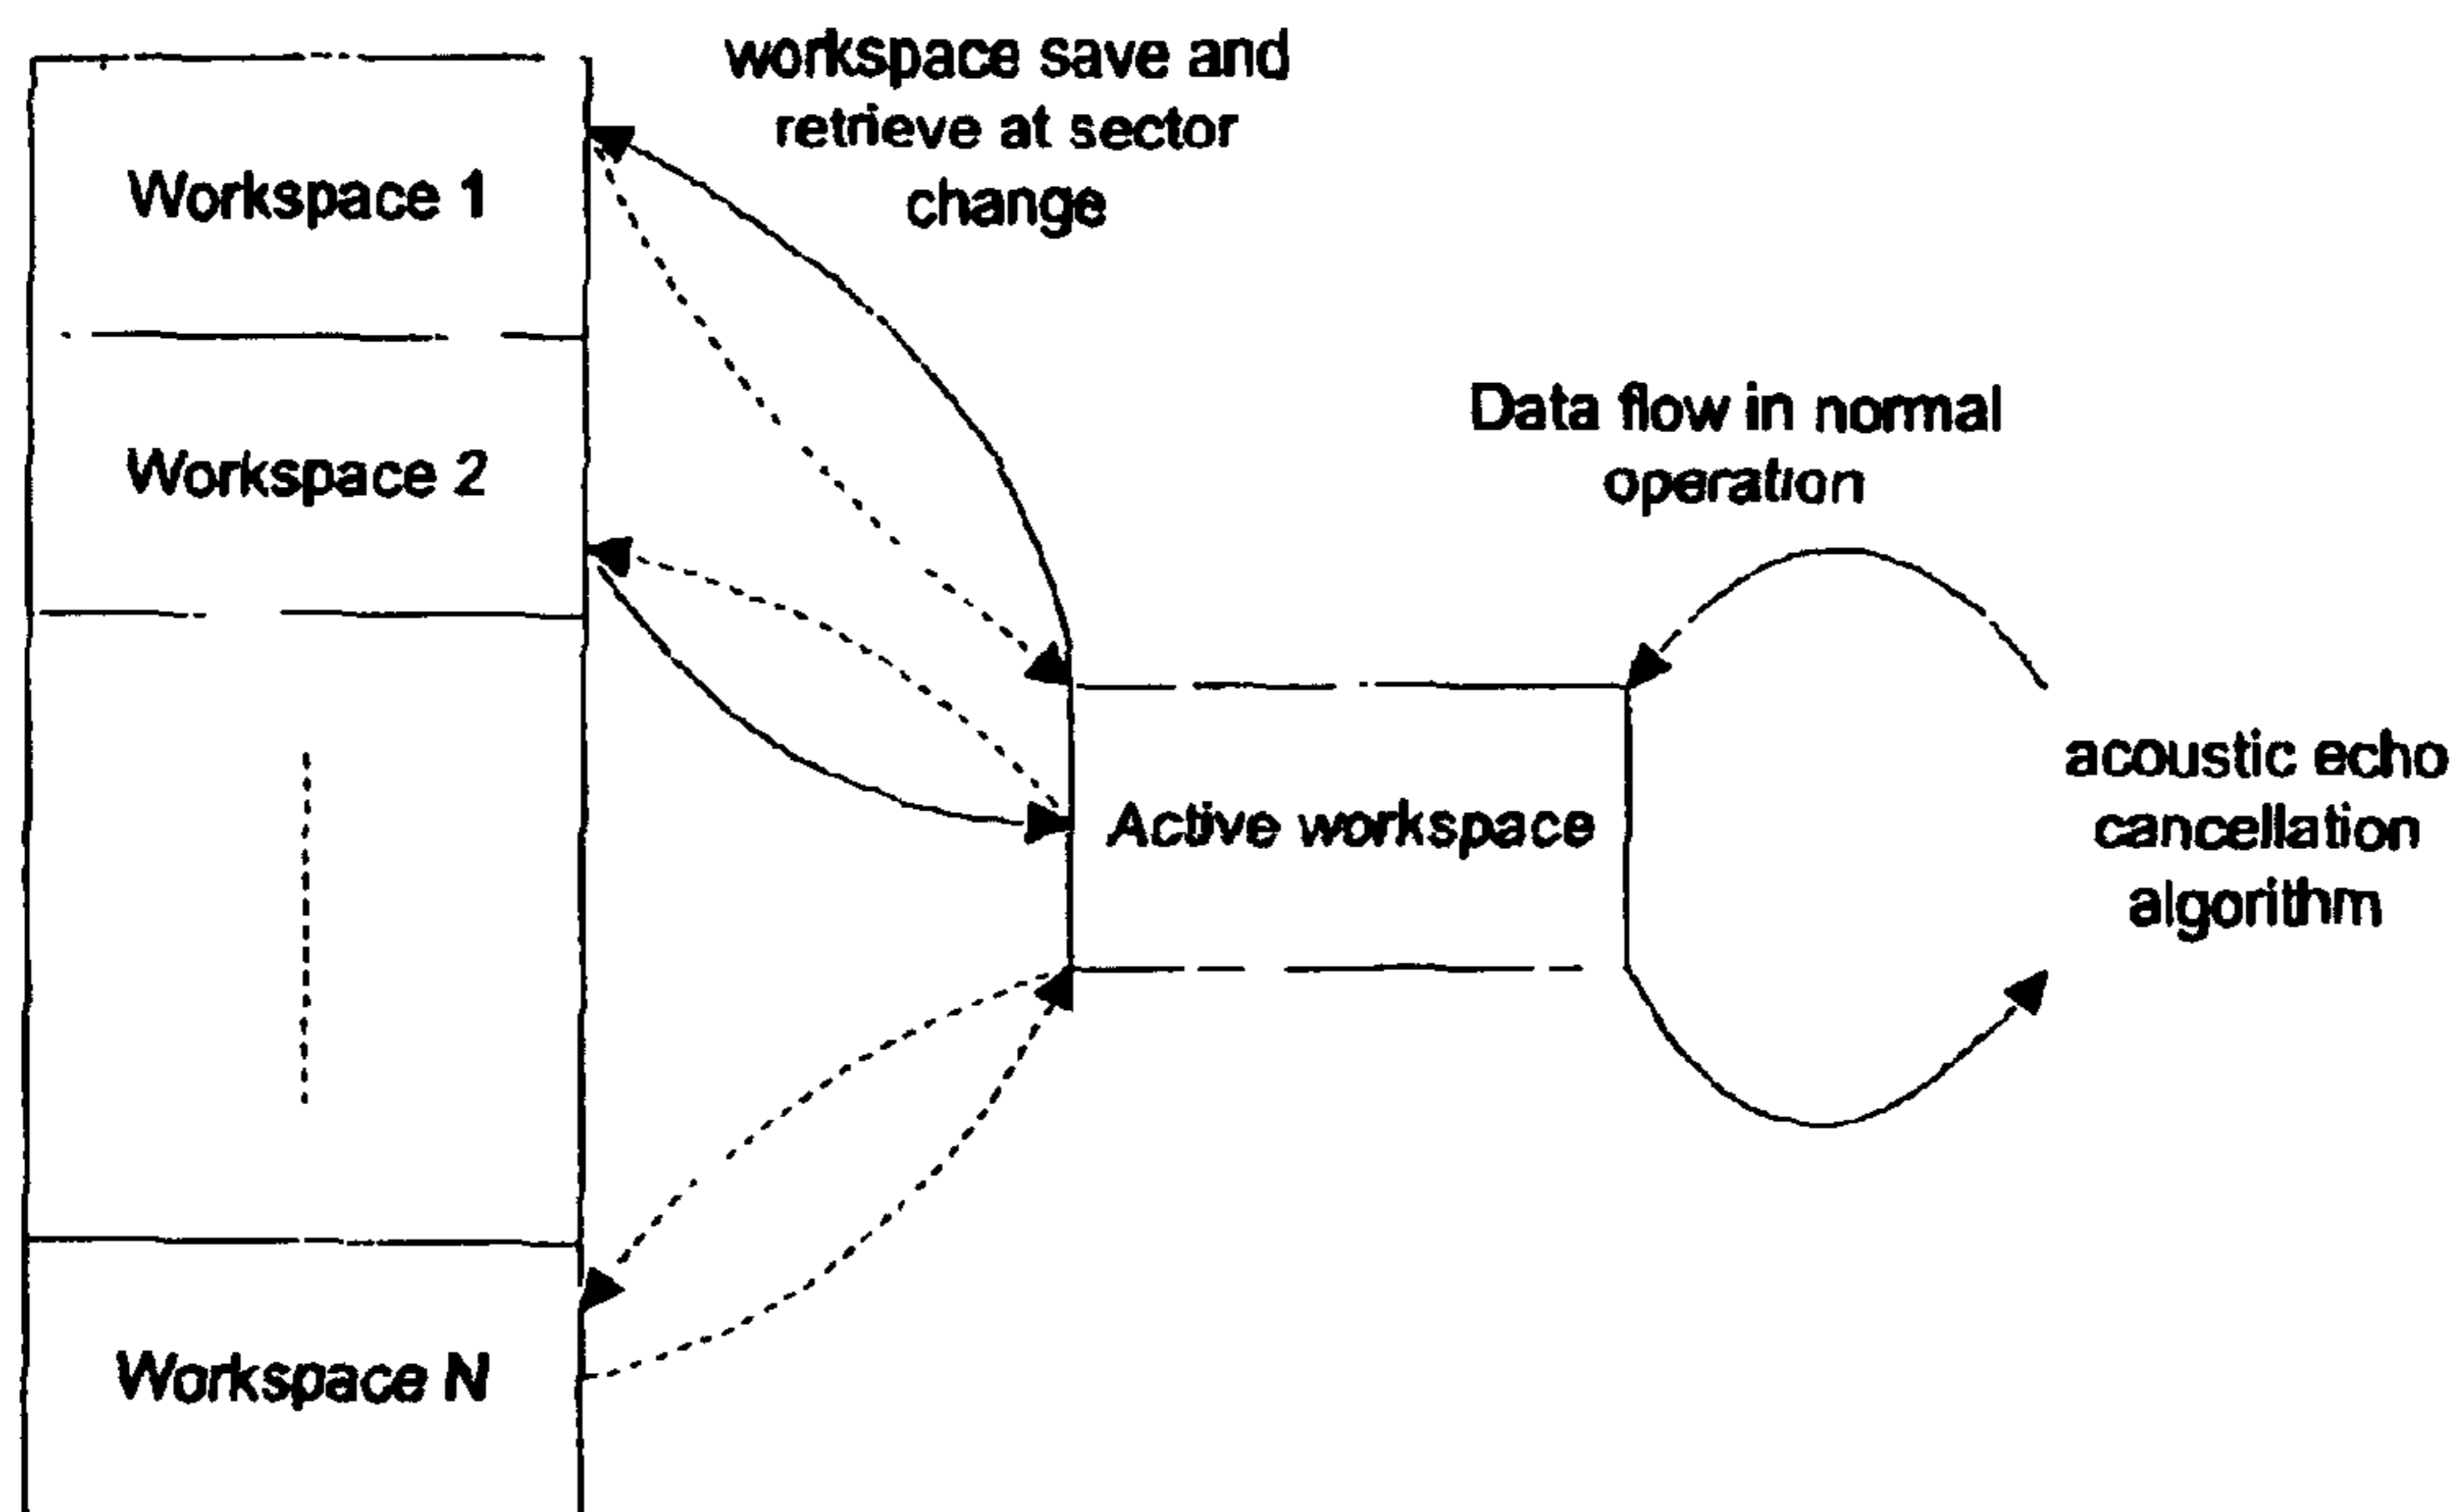 workspace save and
retrieve at sector
change
Workspace 1
Workspace 2
Data flow in normal
operation
acoustic echo
cancellation
algorithm
Active workspace
Workspace N